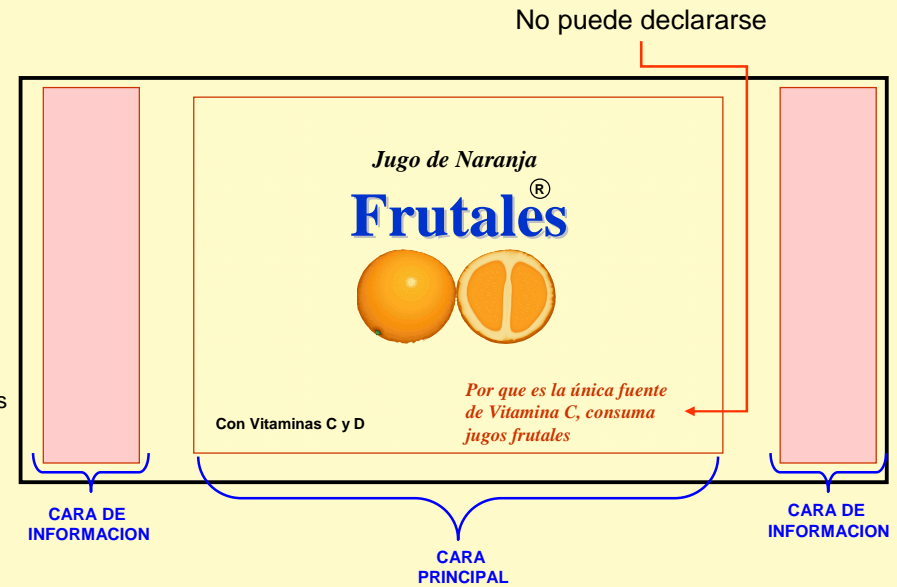 No puede declararse
Jugo de Naranja
Frutales®
Por que es la única fuente
de Vitamina C, consuma
jugos frutales
Con Vitaminas C y D
s
CARA DE
INFORMACION
CARA
PRINCIPAL
CARA DE
INFORMACION